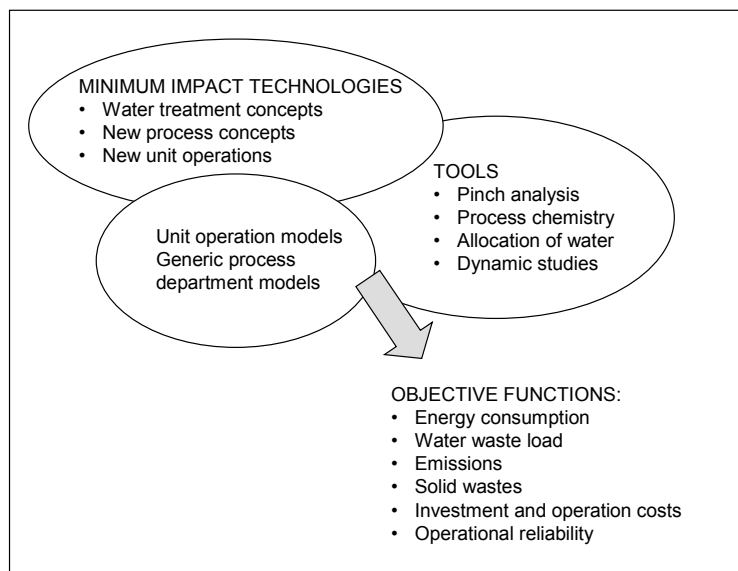 MINIMUM IMPACT TECHNOLOGIES
• Water treatment concepts
• New process concepts
• New unit operations
TOOLS
• Pinch analysis
• Process chemistry
• Allocation of water
• Dynamic studies
Unit operation models
Generic process
department models
OBJECTIVE FUNCTIONS:
• Energy consumption
• Water waste load
• Emissions
• Solid wastes
• Investment and operation costs
• Operational reliability